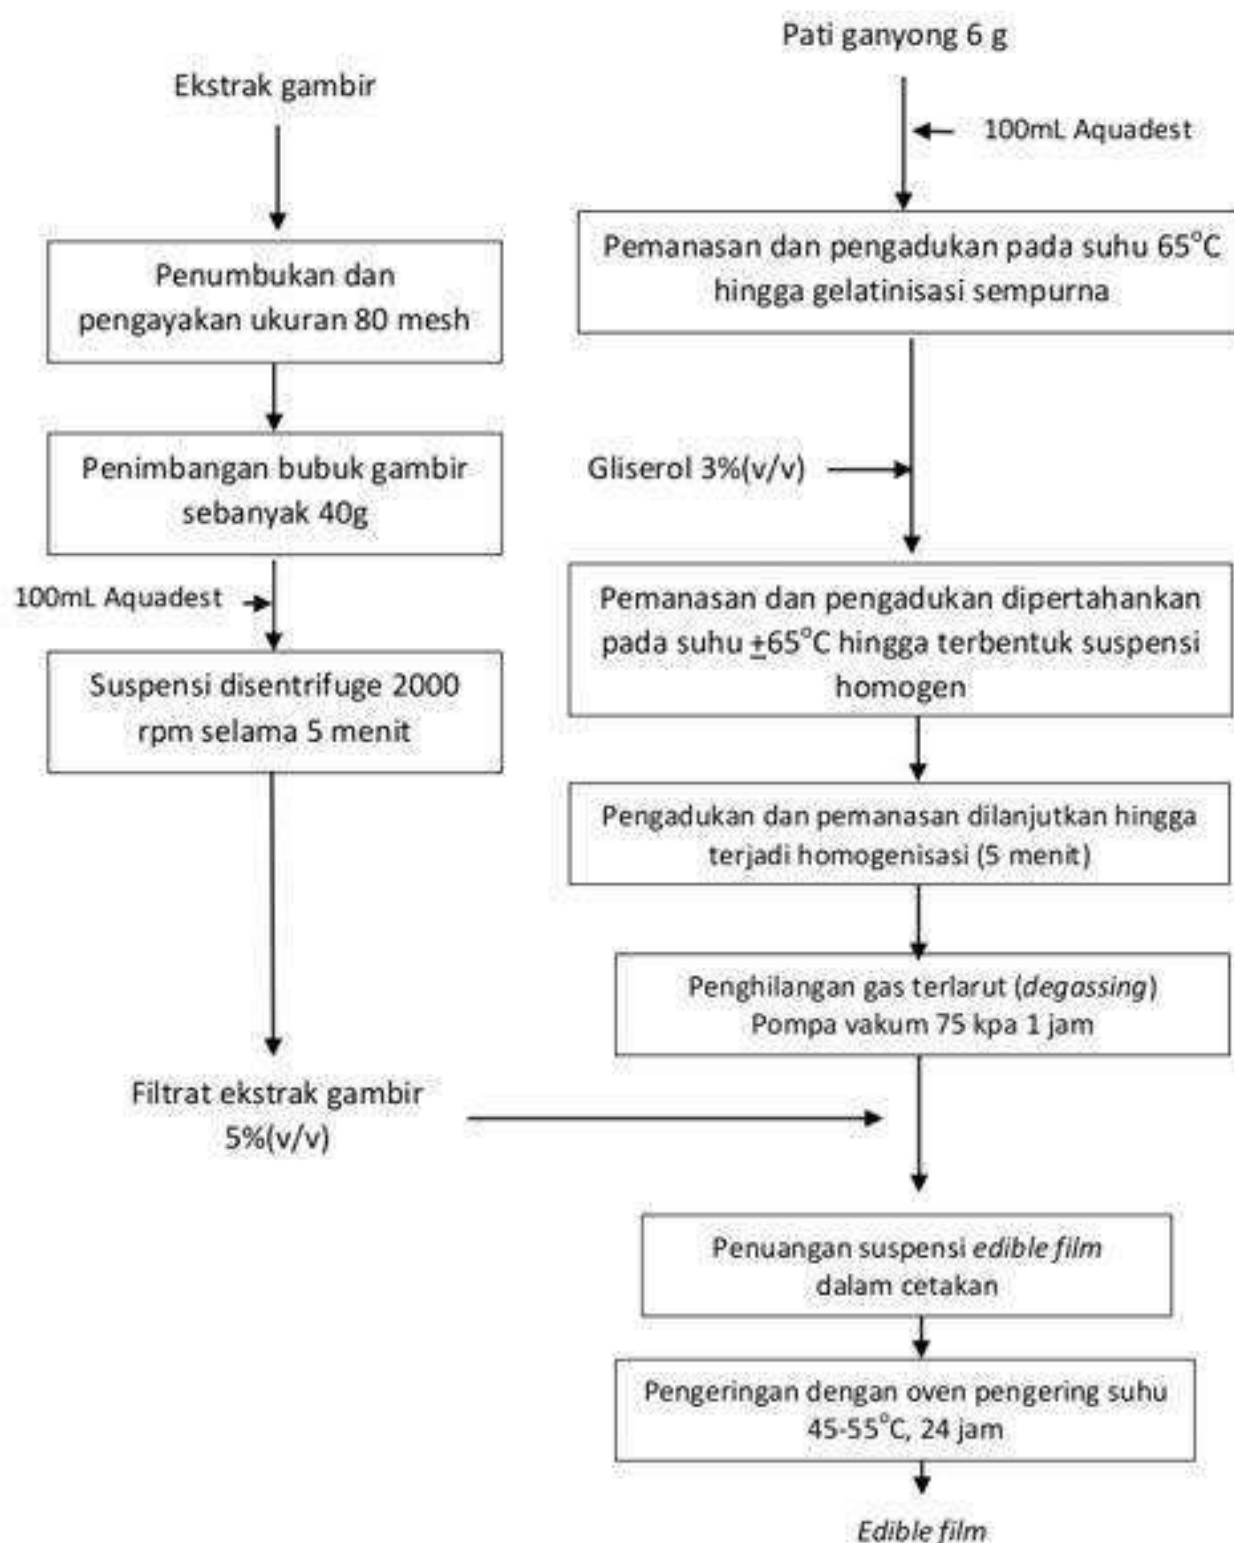 Ekstrak gambir
Penumbukan dan
pengayakan ukuran 80 mesh
Penimbangan bubuk gambir
sebanyak 40g
100mL Aquadest
Suspensi disentrifuge 2000
rpm selama 5 menit
Filtrat ekstrak gambir
5%(v/v)
Pati ganyong 6 g
100mL Aquadest
Pemanasan dan pengadukan pada suhu 65°C
hingga gelatinisasi sempurna
Gliserol 3%(v/v)
Pemanasan dan pengadukan dipertahankan
pada suhu ±65°C hingga terbentuk suspensi
homogen
Pengadukan dan pemanasan dilanjutkan hingga
terjadi homogenisasi (5 menit)
Penghilangan gas terlarut (degassing)
Pompa vakum 75 kpa 1 jam
Penuangan suspensi edible film
dalam cetakan
Pengeringan dengan oven pengering suhu
45-55°C, 24 jam
Edible film